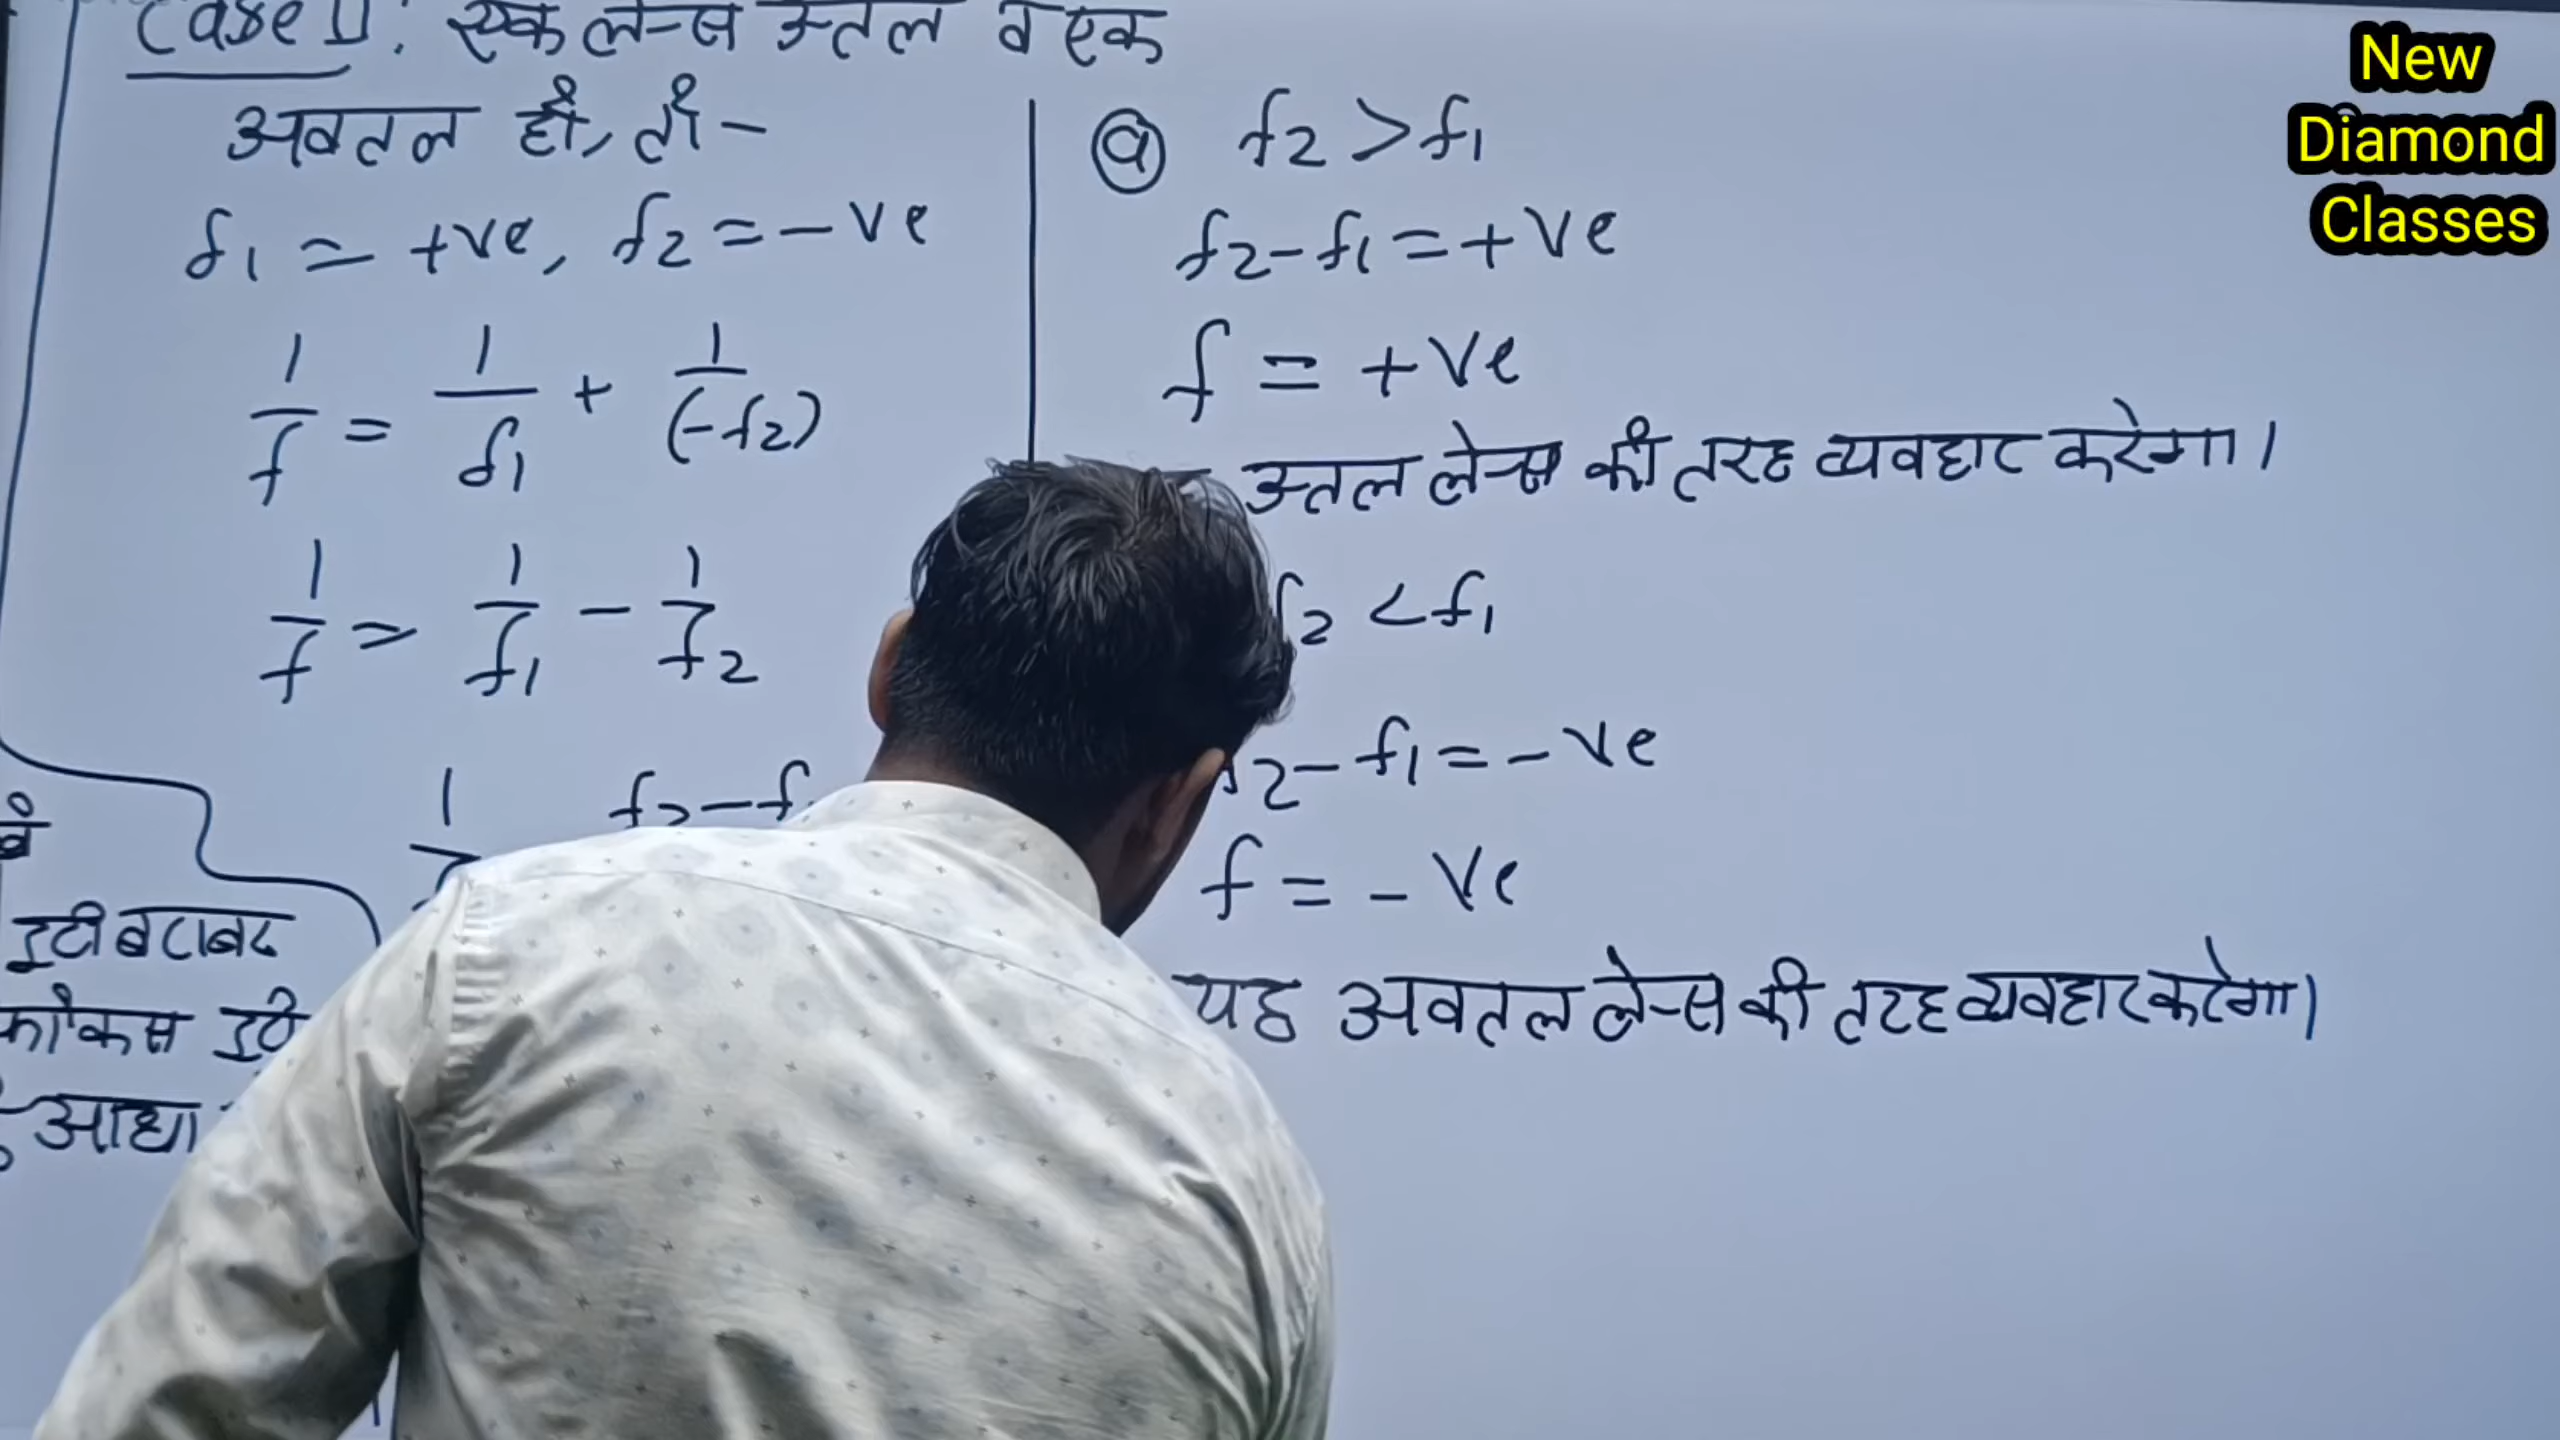 Case II: एक लेन्स उत्तल व एक
अवतल हो, तो -
f1 = +ve, f2 = -ve
1/f = 1/f1 + 1/(-f2)
1/f = 1/f1 - 1/f2
1 f2-f
ⓐ f2 > f1
f2-f1 = +ve
f = +ve
उत्तल लेन्स की तरह व्यवहार करेगा।
f2 < f1
f2-f1 = -ve
f = -ve
यह अवतल लेन्स की तरह व्यवहार करेगा।
बराबर
फोकस
आधा
New
Diamond
Classes